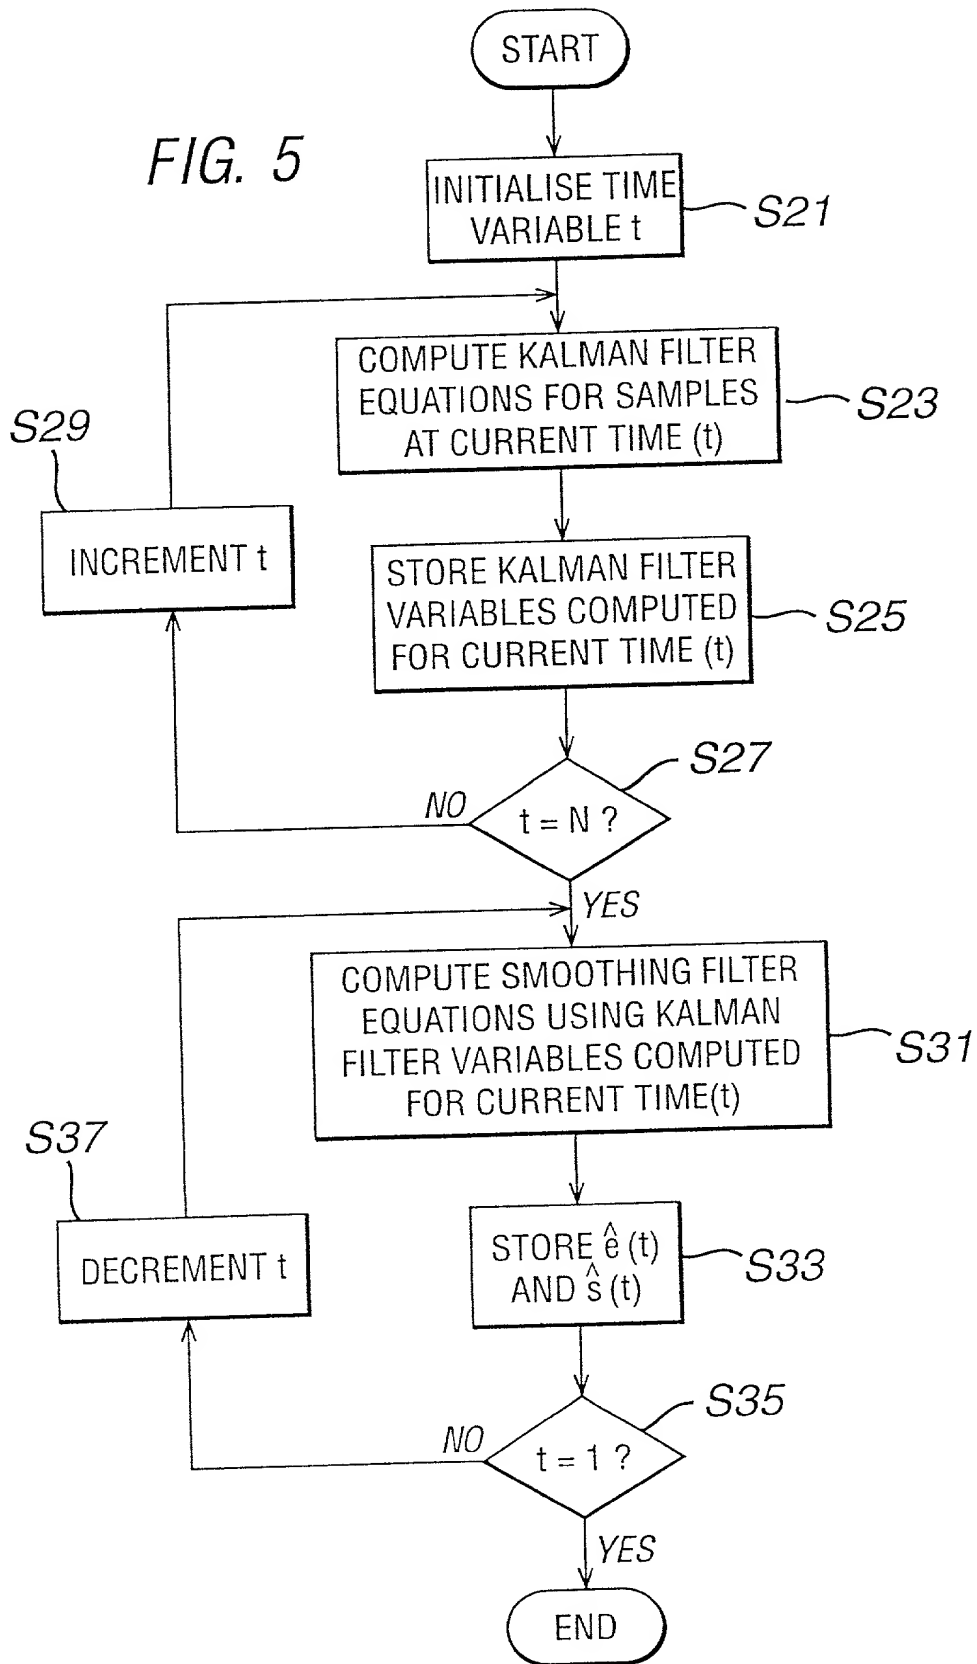 START
FIG. 5
INITIALISE TIME
VARIABLE t
S21
COMPUTE KALMAN FILTER
EQUATIONS FOR SAMPLES
AT CURRENT TIME (t)
S23
S29
INCREMENT t
STORE KALMAN FILTER
VARIABLES COMPUTED
FOR CURRENT TIME (t)
S25
S27
NO
t = N ?
YES
COMPUTE SMOOTHING FILTER
EQUATIONS USING KALMAN
FILTER VARIABLES COMPUTED
FOR CURRENT TIME(t)
S31
S37
DECREMENT t
STORE ê (t)
AND ŝ (t)
S33
S35
NO
t = 1 ?
YES
END